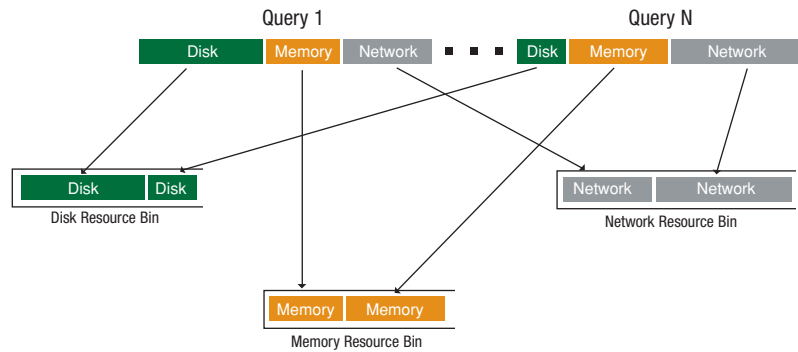 Query 1
Query N
Disk Memory Network Disk Memory Network
Disk Disk
Disk Resource Bin
Network Network
Network Resource Bin
Memory Memory
Memory Resource Bin